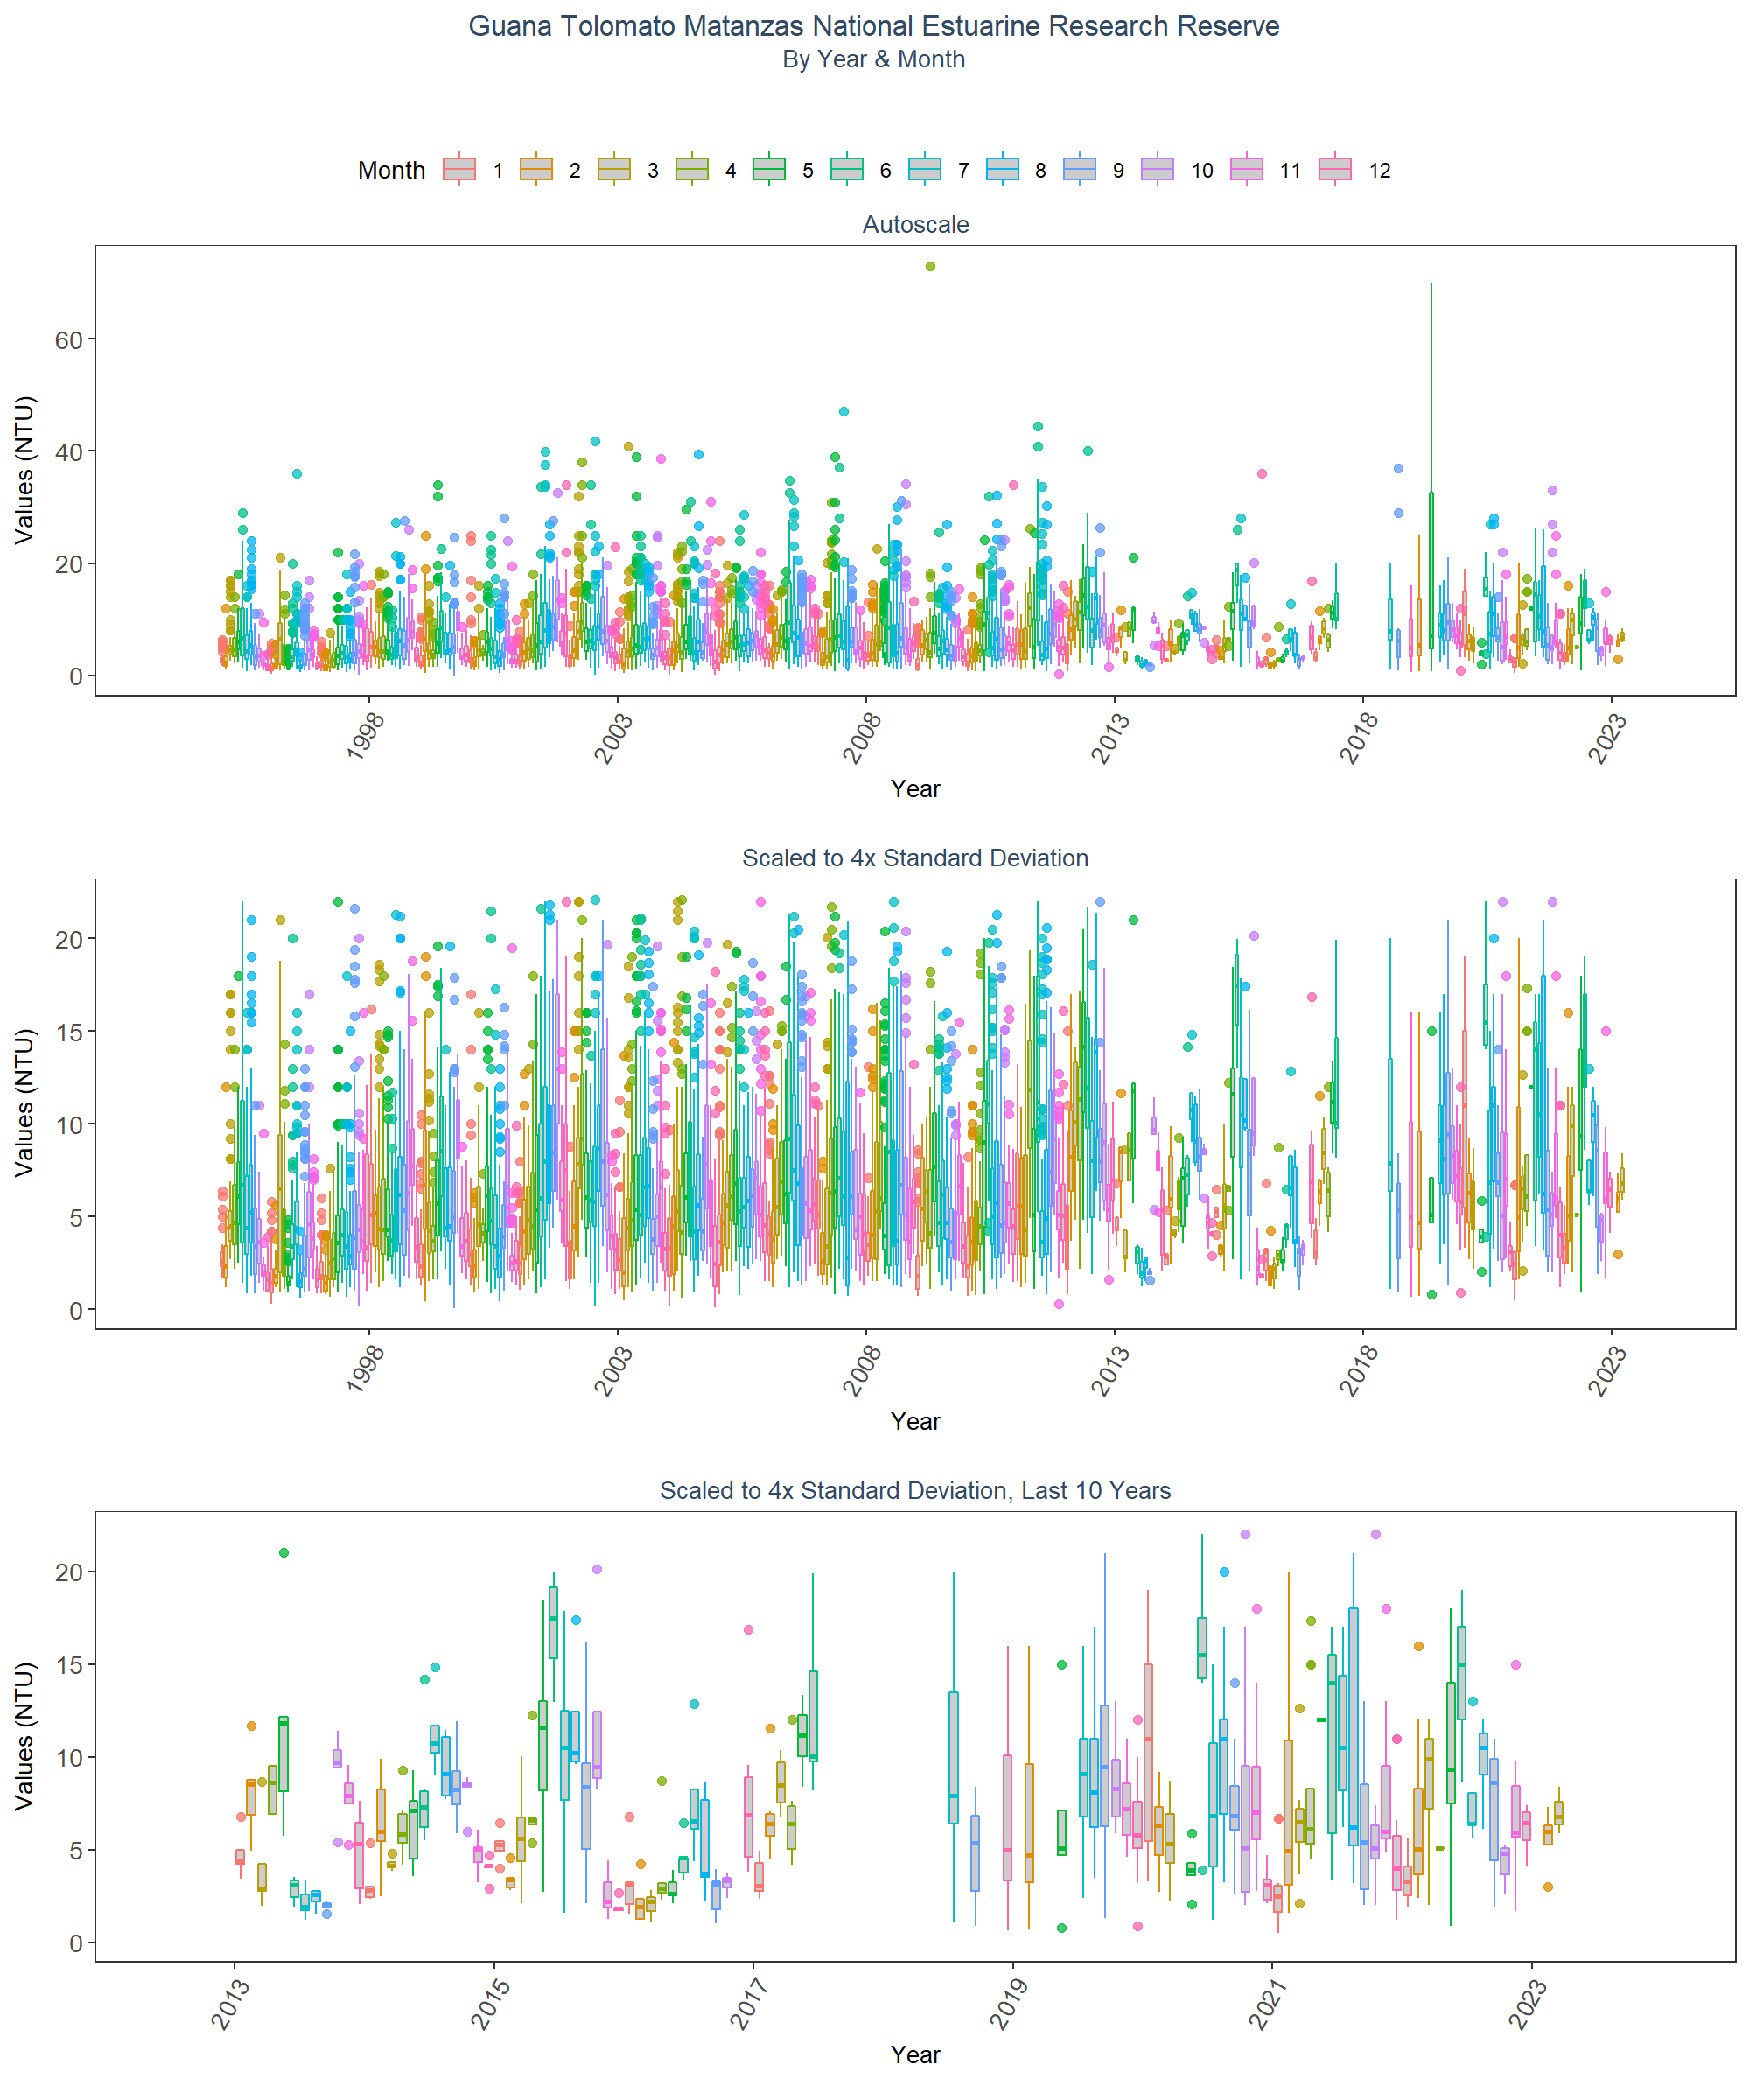 Guana Tolomato Matanzas National Estuarine Research Reserve
By Year & Month
Month 1 2 3 4 5 6 7 8 9 10 11 12
Autoscale
Values (NTU)
60
40
20
0
1998 2003 2008 2013 2018 2023
Year
Scaled to 4x Standard Deviation
Values (NTU)
20
15
10
5
0
1998 2003 2008 2013 2018 2023
Year
Scaled to 4x Standard Deviation, Last 10 Years
Values (NTU)
20
15
10
5
0
2013 2015 2017 2019 2021 2023
Year